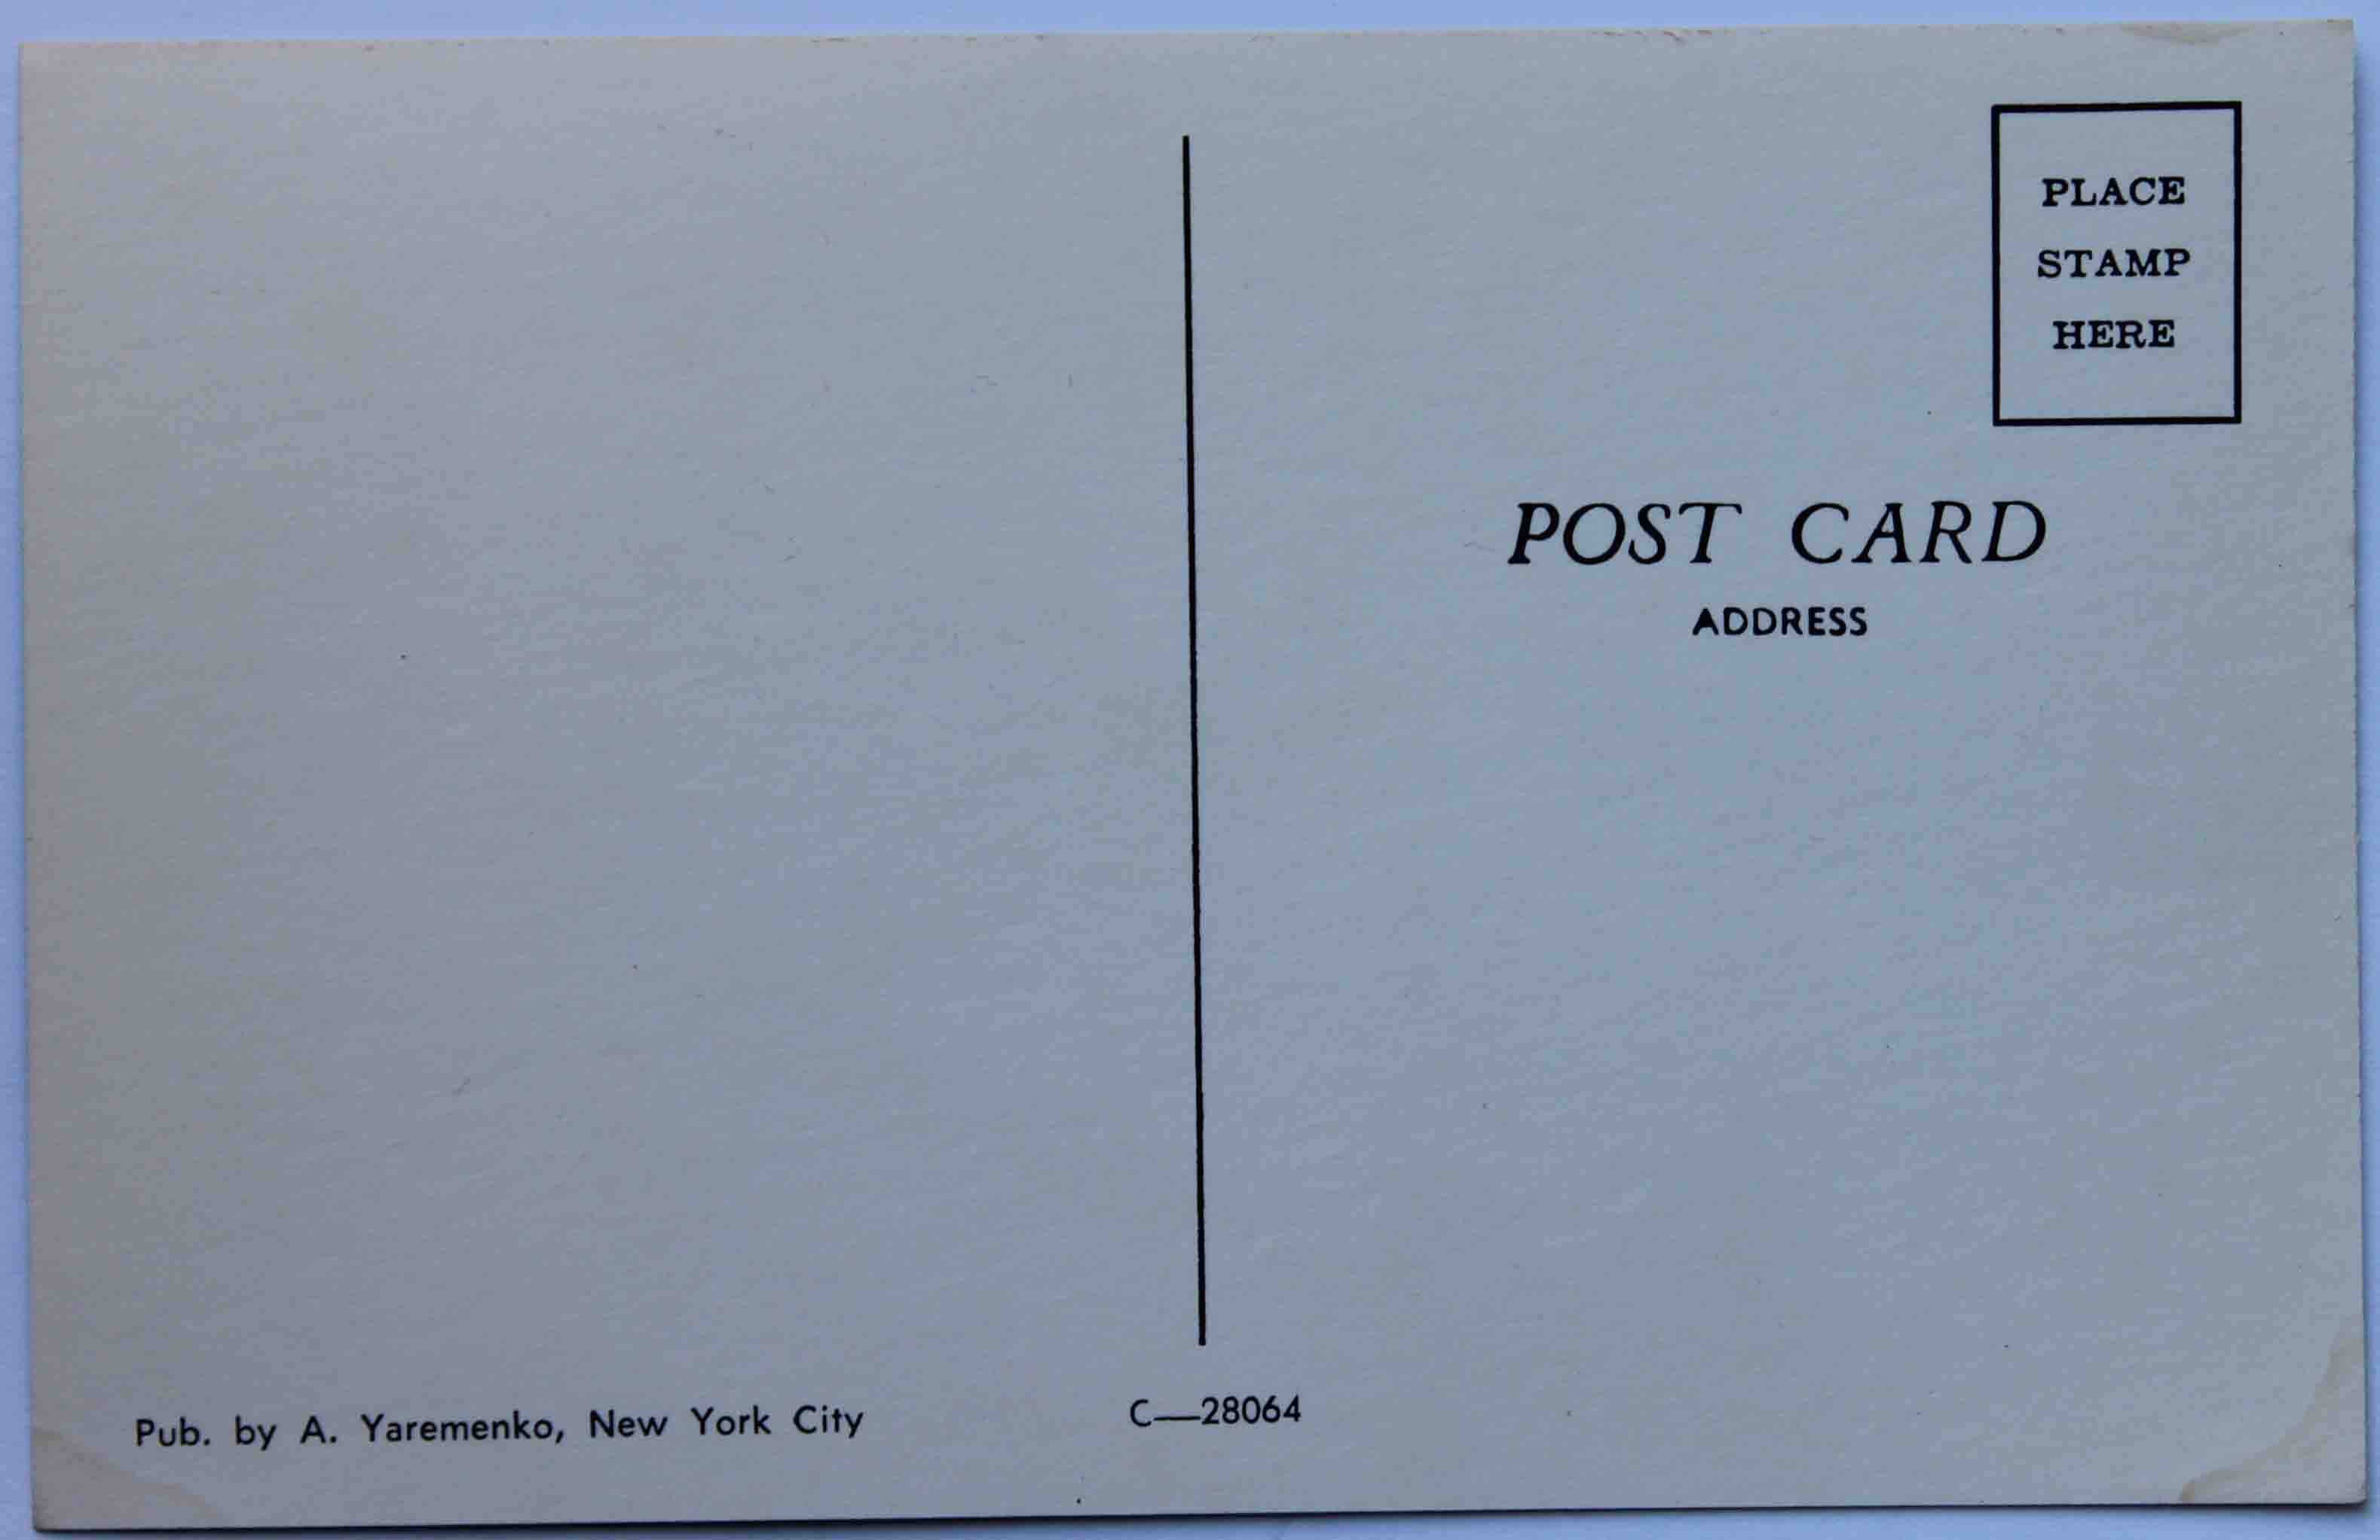 PLACE
STAMP
HERE
POST CARD
ADDRESS
Pub. by A. Yaremenko, New York City
C—28064